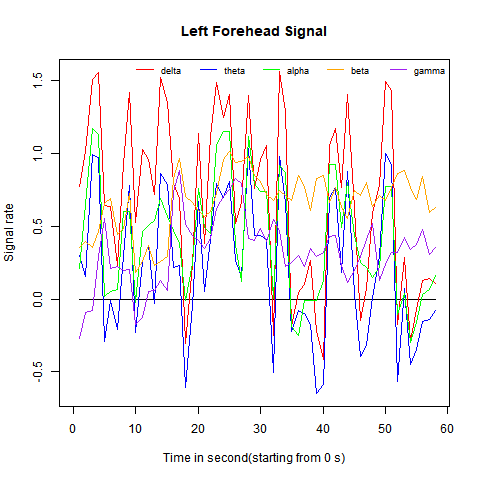 Left Forehead Signal
delta theta alpha beta gamma
Signal rate
1.5
1.0
0.5
0.0
-0.5
0 10 20 30 40 50 60
Time in second(starting from 0 s)